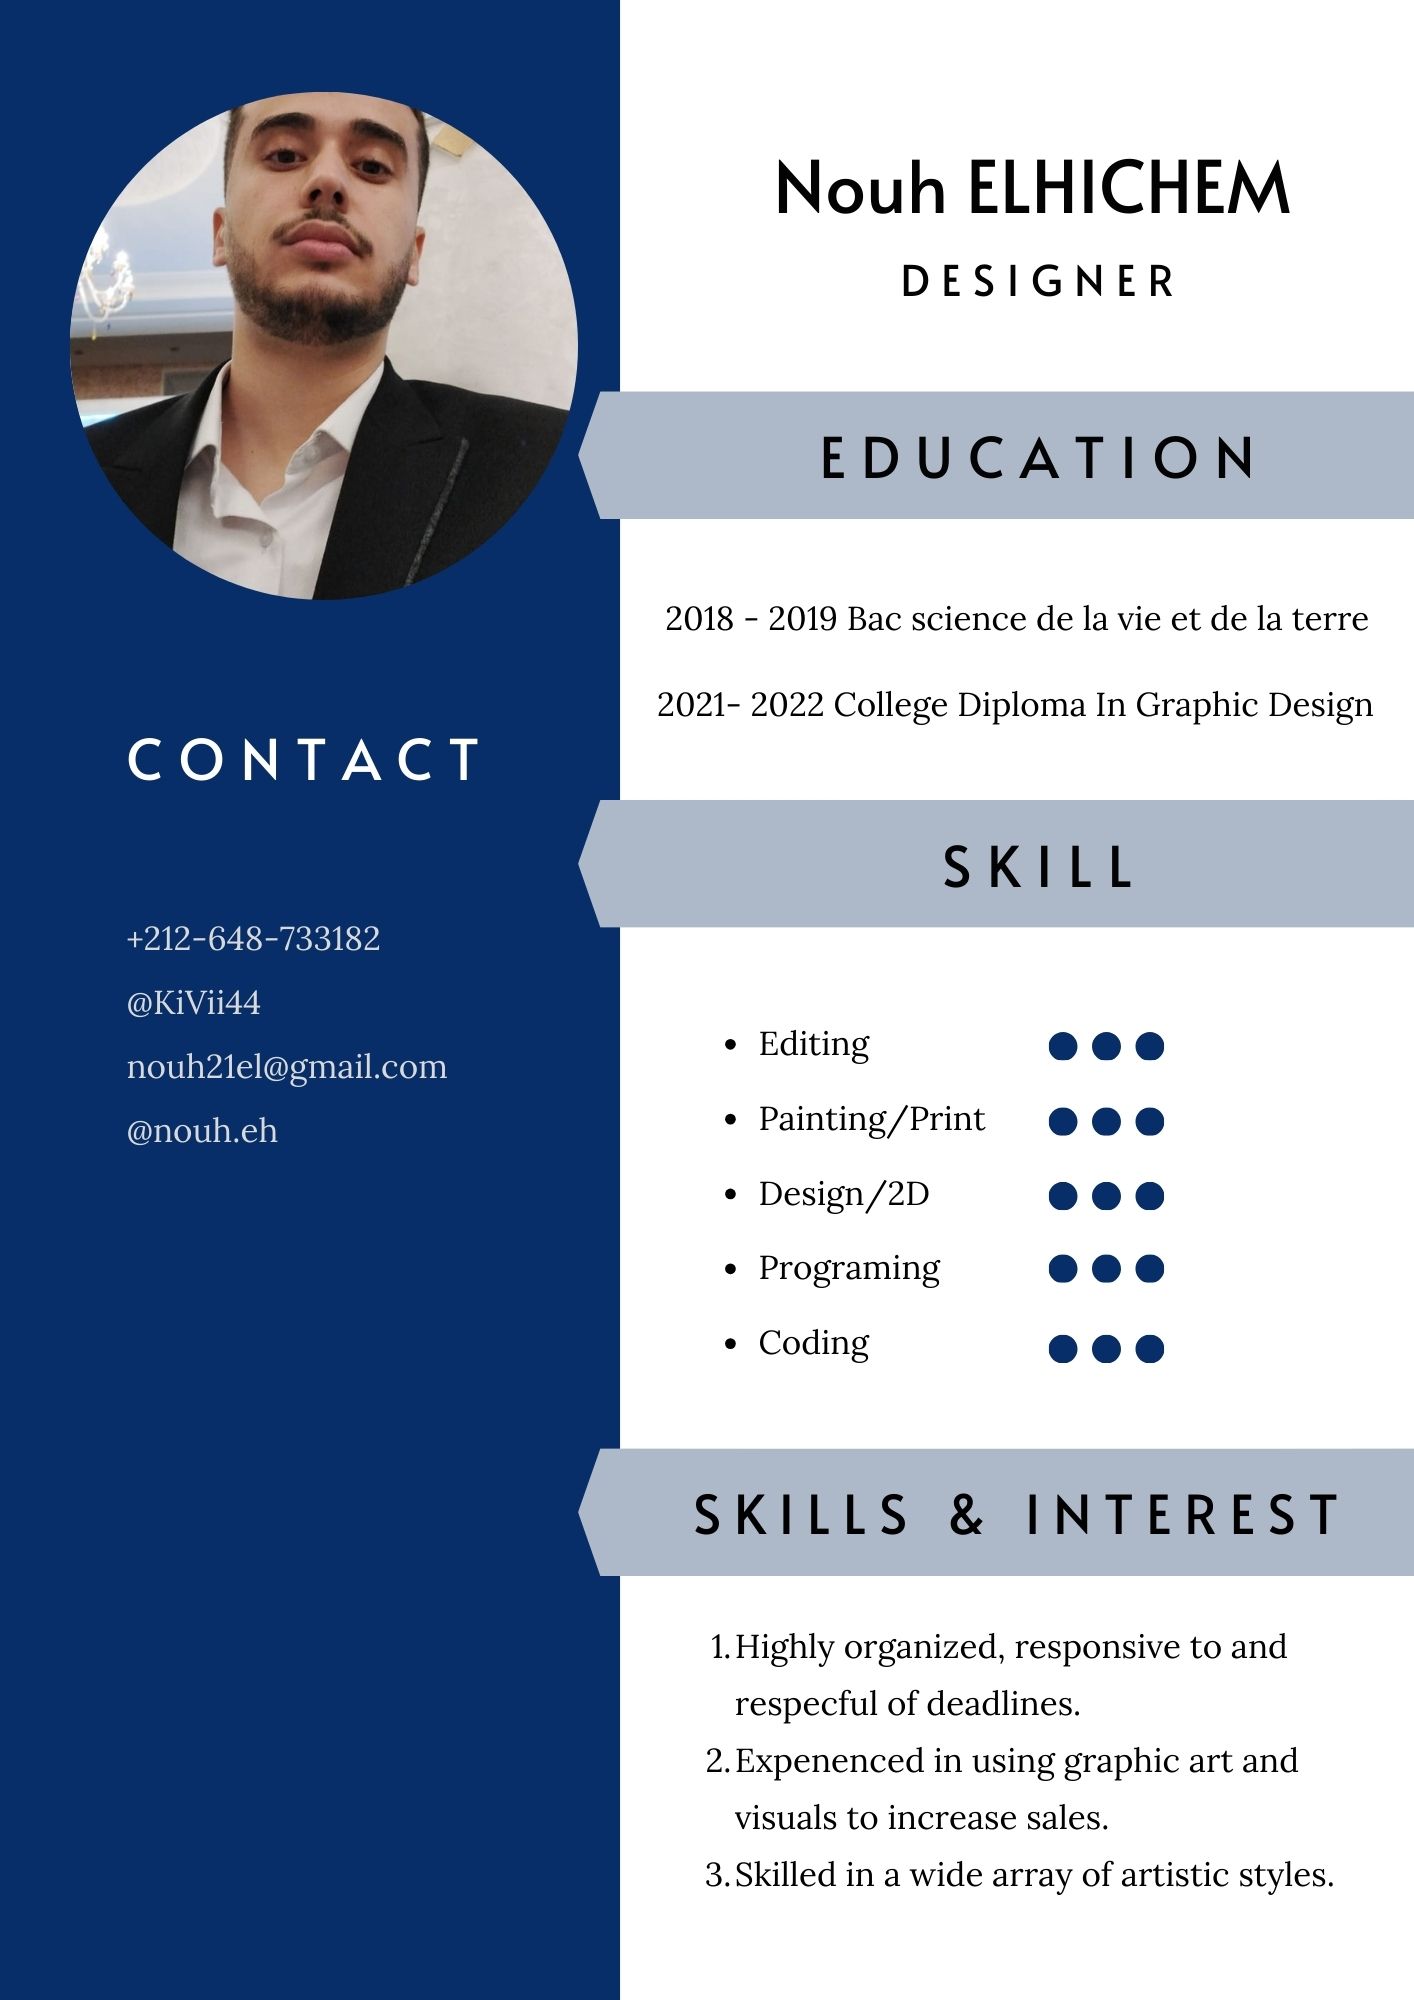 Nouh ELHICHEM
DESIGNER
EDUCATION
2018 - 2019 Bac science de la vie et de la terre
2021- 2022 College Diploma In Graphic Design
CONTACT
+212-648-733182
@KiVii44
nouh21el@gmail.com
@nouh.eh
SKILL
• Editing
• Painting/Print
• Design/2D
• Programing
• Coding
SKILLS & INTEREST
1. Highly organized, responsive to and
respecful of deadlines.
2. Expenenced in using graphic art and
visuals to increase sales.
3. Skilled in a wide array of artistic styles.